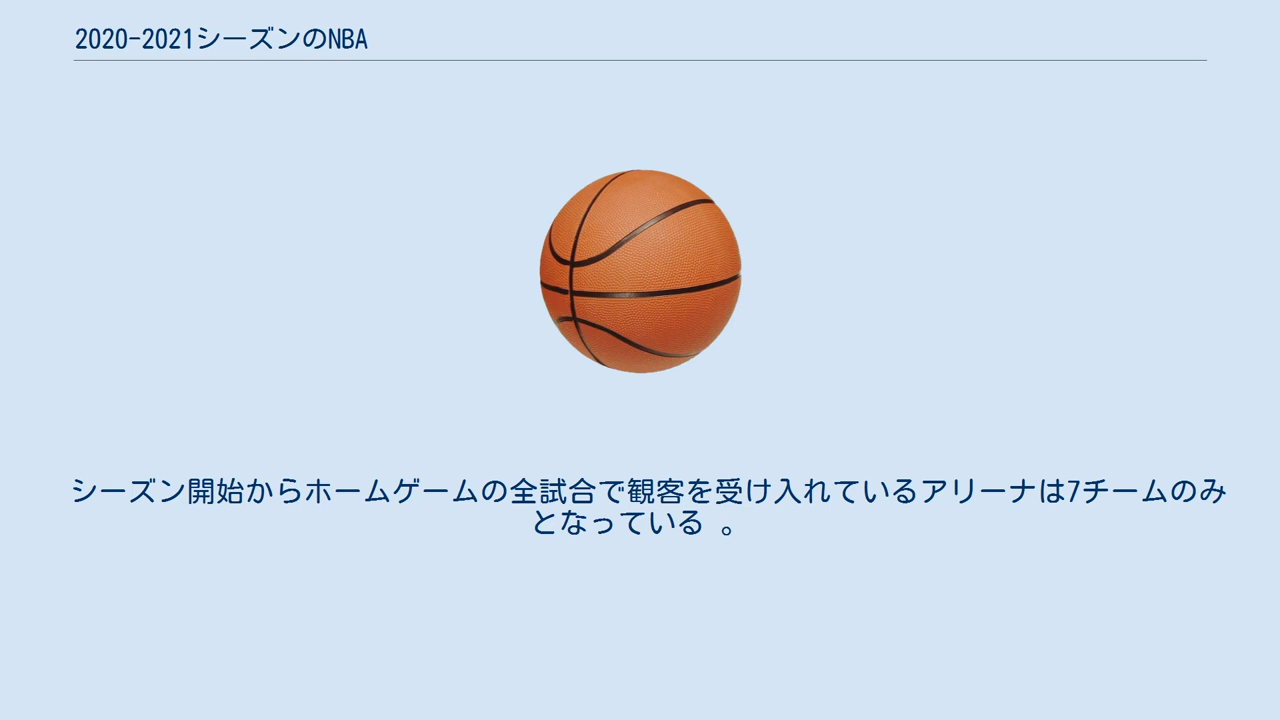 2020-2021シーズンのNBA
シーズン開始からホームゲームの全試合で観客を受け入れているアリーナは7チームのみ
となっている 。